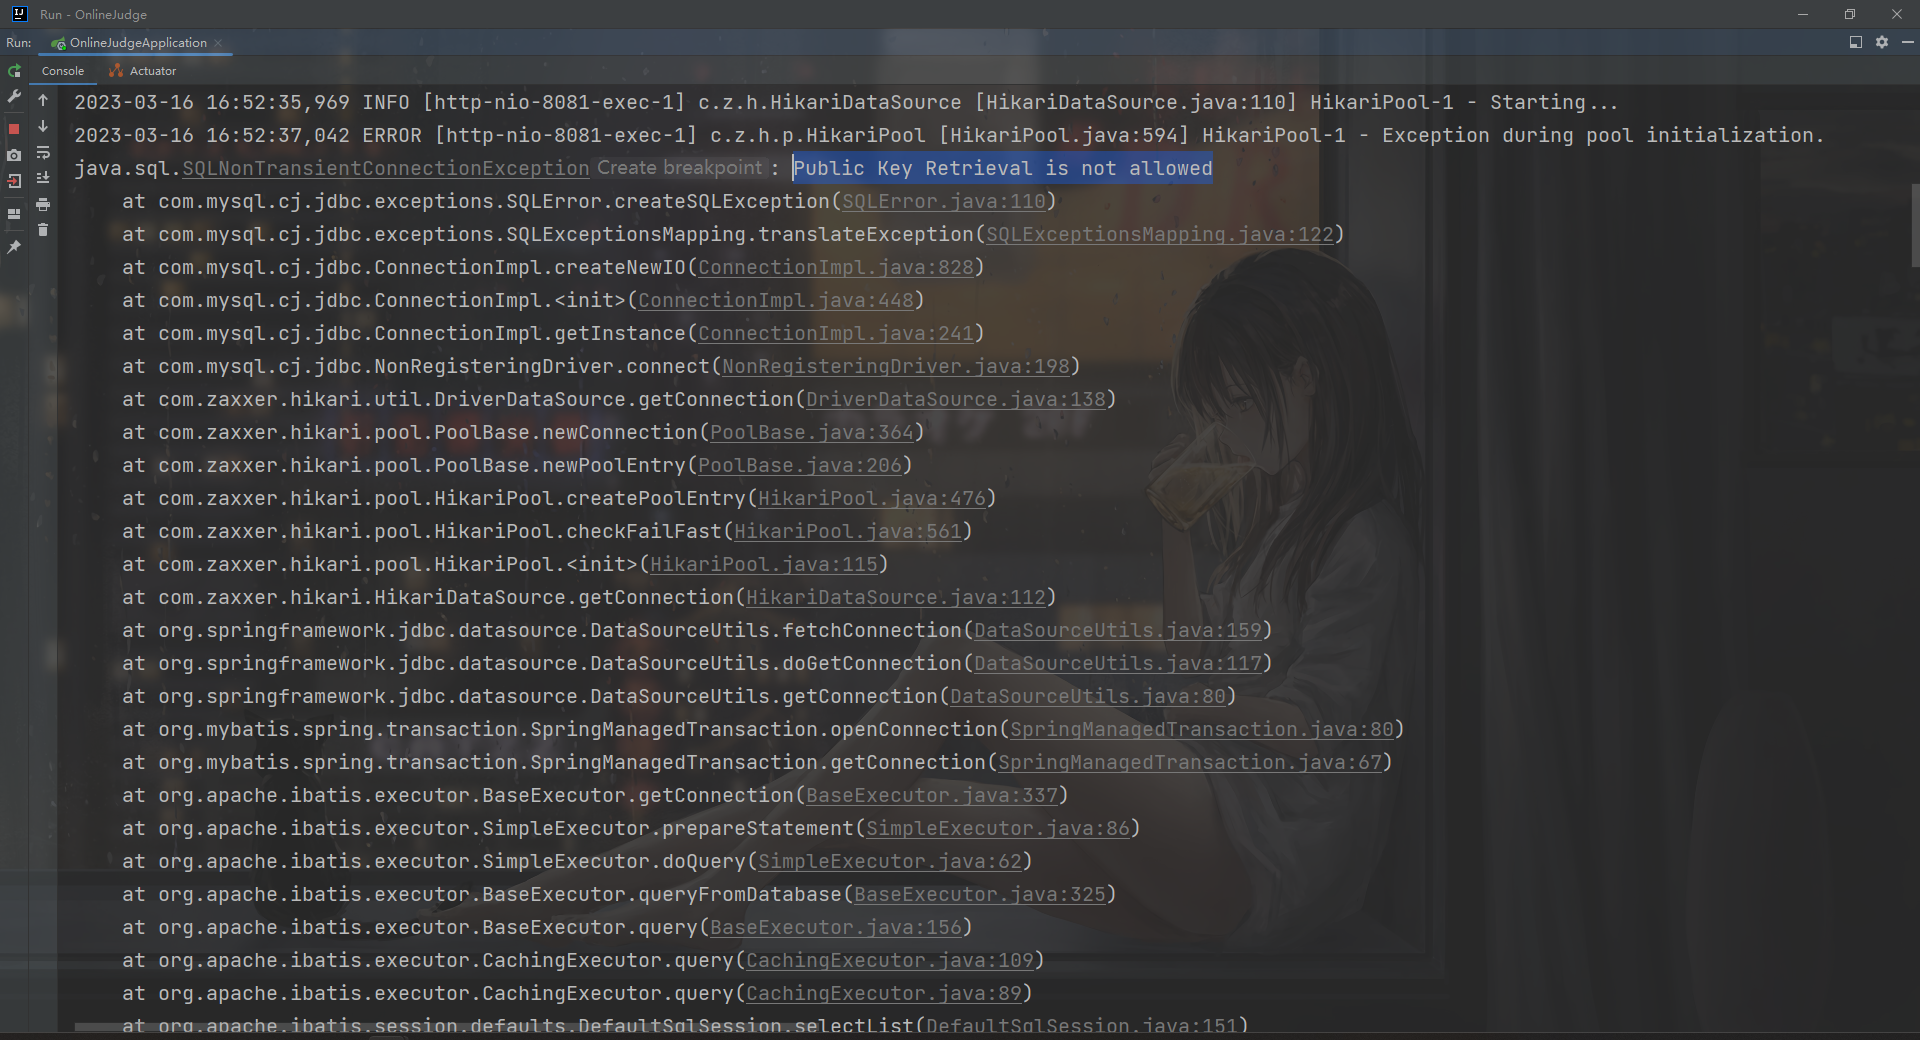 Run - OnlineJudge
Run: OnlineJudgeApplication
Console Actuator
2023-03-16 16:52:35,969 INFO [http-nio-8081-exec-1] c.z.h.HikariDataSource [HikariDataSource.java:110] HikariPool-1 - Starting...
2023-03-16 16:52:37,042 ERROR [http-nio-8081-exec-1] c.z.h.p.HikariPool [HikariPool.java:594] HikariPool-1 - Exception during pool initialization.
java.sql.SQLNonTransientConnectionException Create breakpoint : Public Key Retrieval is not allowed
at com.mysql.cj.jdbc.exceptions.SQLError.createSQLException(SQLError.java:110)
at com.mysql.cj.jdbc.exceptions.SQLExceptionsMapping.translateException(SQLExceptionsMapping.java:122)
at com.mysql.cj.jdbc.ConnectionImpl.createNewIO(ConnectionImpl.java:828)
at com.mysql.cj.jdbc.ConnectionImpl.<init>(ConnectionImpl.java:448)
at com.mysql.cj.jdbc.ConnectionImpl.getInstance(ConnectionImpl.java:241)
at com.mysql.cj.jdbc.NonRegisteringDriver.connect(NonRegisteringDriver.java:198)
at com.zaxxer.hikari.util.DriverDataSource.getConnection(DriverDataSource.java:138)
at com.zaxxer.hikari.pool.PoolBase.newConnection(PoolBase.java:364)
at com.zaxxer.hikari.pool.PoolBase.newPoolEntry(PoolBase.java:206)
at com.zaxxer.hikari.pool.HikariPool.createPoolEntry(HikariPool.java:476)
at com.zaxxer.hikari.pool.HikariPool.checkFailFast(HikariPool.java:561)
at com.zaxxer.hikari.pool.HikariPool.<init>(HikariPool.java:115)
at com.zaxxer.hikari.HikariDataSource.getConnection(HikariDataSource.java:112)
at org.springframework.jdbc.datasource.DataSourceUtils.fetchConnection(DataSourceUtils.java:159)
at org.springframework.jdbc.datasource.DataSourceUtils.doGetConnection(DataSourceUtils.java:117)
at org.springframework.jdbc.datasource.DataSourceUtils.getConnection(DataSourceUtils.java:80)
at org.mybatis.spring.transaction.SpringManagedTransaction.openConnection(SpringManagedTransaction.java:80)
at org.mybatis.spring.transaction.SpringManagedTransaction.getConnection(SpringManagedTransaction.java:67)
at org.apache.ibatis.executor.BaseExecutor.getConnection(BaseExecutor.java:337)
at org.apache.ibatis.executor.SimpleExecutor.prepareStatement(SimpleExecutor.java:86)
at org.apache.ibatis.executor.SimpleExecutor.doQuery(SimpleExecutor.java:62)
at org.apache.ibatis.executor.BaseExecutor.queryFromDatabase(BaseExecutor.java:325)
at org.apache.ibatis.executor.BaseExecutor.query(BaseExecutor.java:156)
at org.apache.ibatis.executor.CachingExecutor.query(CachingExecutor.java:109)
at org.apache.ibatis.executor.CachingExecutor.query(CachingExecutor.java:89)
at org.apache.ibatis.session.defaults.DefaultSqlSession.selectList(DefaultSqlSession.java:151)